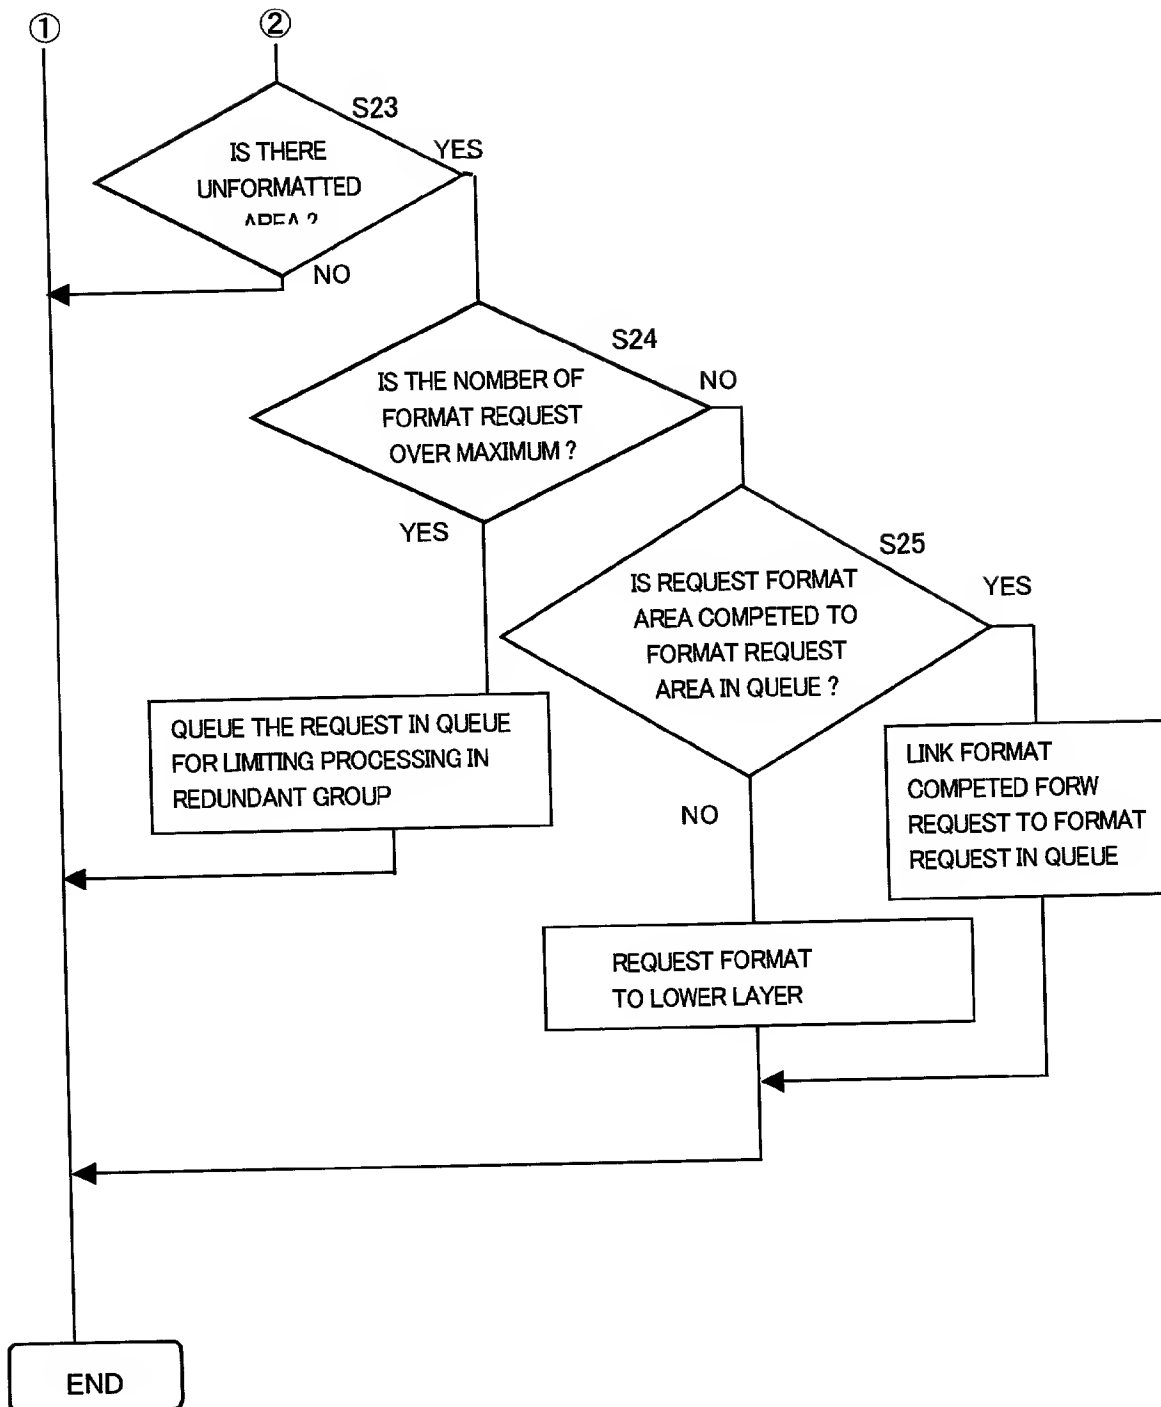 ①
②
S23
IS THERE
UNFORMATTED
AREA ?
YES
NO
S24
IS THE NOMBER OF
FORMAT REQUEST
OVER MAXIMUM ?
NO
YES
S25
IS REQUEST FORMAT
AREA COMPETED TO
FORMAT REQUEST
AREA IN QUEUE ?
YES
NO
QUEUE THE REQUEST IN QUEUE
FOR LIMITING PROCESSING IN
REDUNDANT GROUP
LINK FORMAT
COMPETED FORW
REQUEST TO FORMAT
REQUEST IN QUEUE
REQUEST FORMAT
TO LOWER LAYER
END